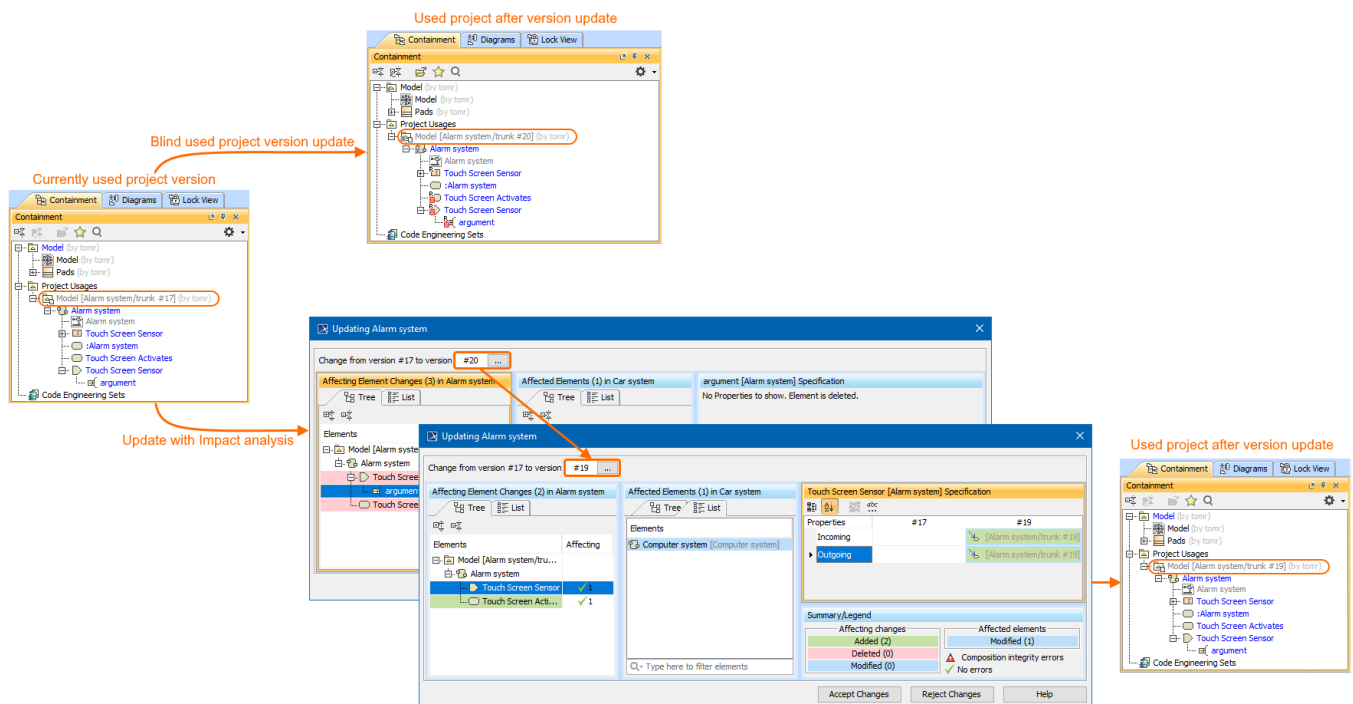 Used project after version update
Containment Diagrams Lock View
Containment
Model (by tomr)
Model (by tomr)
Pads (by tomr)
Project Usages
Model [Alarm system/trunk #20] (by tomr)
Alarm system
Alarm system
Touch Screen Sensor
:Alarm system
Touch Screen Activates
Touch Screen Sensor
argument
Code Engineering Sets
Blind used project version update
Currently used project version
Containment Diagrams Lock View
Containment
Model (by tomr)
Model (by tomr)
Pads (by tomr)
Project Usages
Model [Alarm system/trunk #17] (by tomr)
Alarm system
Alarm system
Touch Screen Sensor
:Alarm system
Touch Screen Activates
Touch Screen Sensor
argument
Code Engineering Sets
Update with Impact analysis
Updating Alarm system
Change from version #17 to version #20 ...
Affecting Element Changes (3) in Alarm system
Tree List
Elements
Model [Alarm syste
Alarm system
Touch Scree
argumen
Touch Scree
Affected Elements (1) in Car system
Tree List
argument [Alarm system] Specification
No Properties to show. Element is deleted.
Updating Alarm system
Change from version #17 to version #19 ...
Affecting Element Changes (2) in Alarm system
Tree List
Elements Affecting
Model [Alarm system/tru...
Alarm system
Touch Screen Sensor 1
Touch Screen Acti... 1
Affected Elements (1) in Car system
Tree List
Elements
Computer system [Computer system]
Type here to filter elements
Touch Screen Sensor [Alarm system] Specification
Properties #17 #19
Incoming [Alarm system/trunk #19]
Outgoing [Alarm system/trunk #19]
Summary/Legend
Affecting changes
Added (2)
Deleted (0)
Modified (0)
Affected elements
Modified (1)
Composition integrity errors
No errors
Accept Changes Reject Changes Help
Used project after version update
Containment Diagrams Lock View
Containment
Model (by tomr)
Model (by tomr)
Pads (by tomr)
Project Usages
Model [Alarm system/trunk #19] (by tomr)
Alarm system
Alarm system
Touch Screen Sensor
:Alarm system
Touch Screen Activates
Touch Screen Sensor
argument
Code Engineering Sets